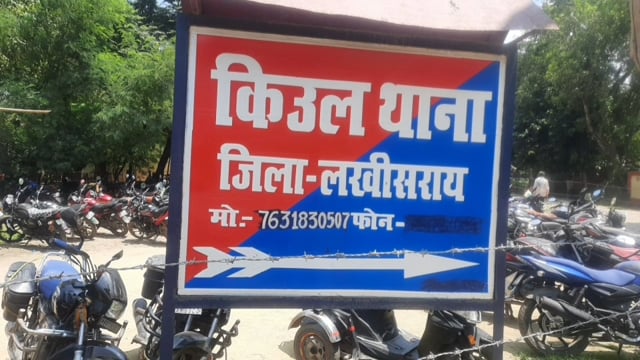 किउल थाना
जिला-लखीसराय
मो.- 7631830507 फोन-